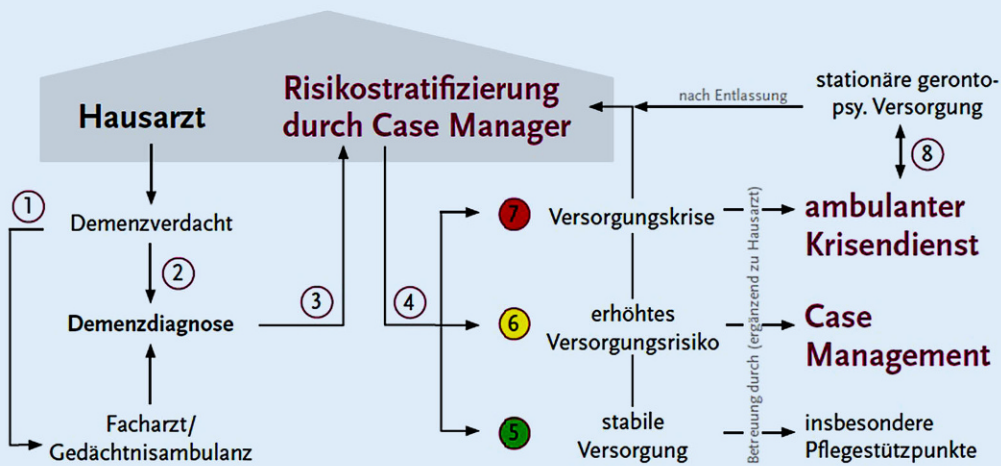 Hausarzt
Risikostratifizierung
durch Case Manager
nach Entlassung
stationäre geronto-
psy. Versorgung
8
1
Demenzverdacht
2
Demenzdiagnose
3
4
Facharzt/
Gedächtnisambulanz
7
Versorgungskrise
ambulanter
Krisendienst
6
erhöhtes
Versorgungsrisiko
Case
Management
5
stabile
Versorgung
insbesondere
Pflegestützpunkte
Betreuung durch (ergänzend zu Hausarzt)